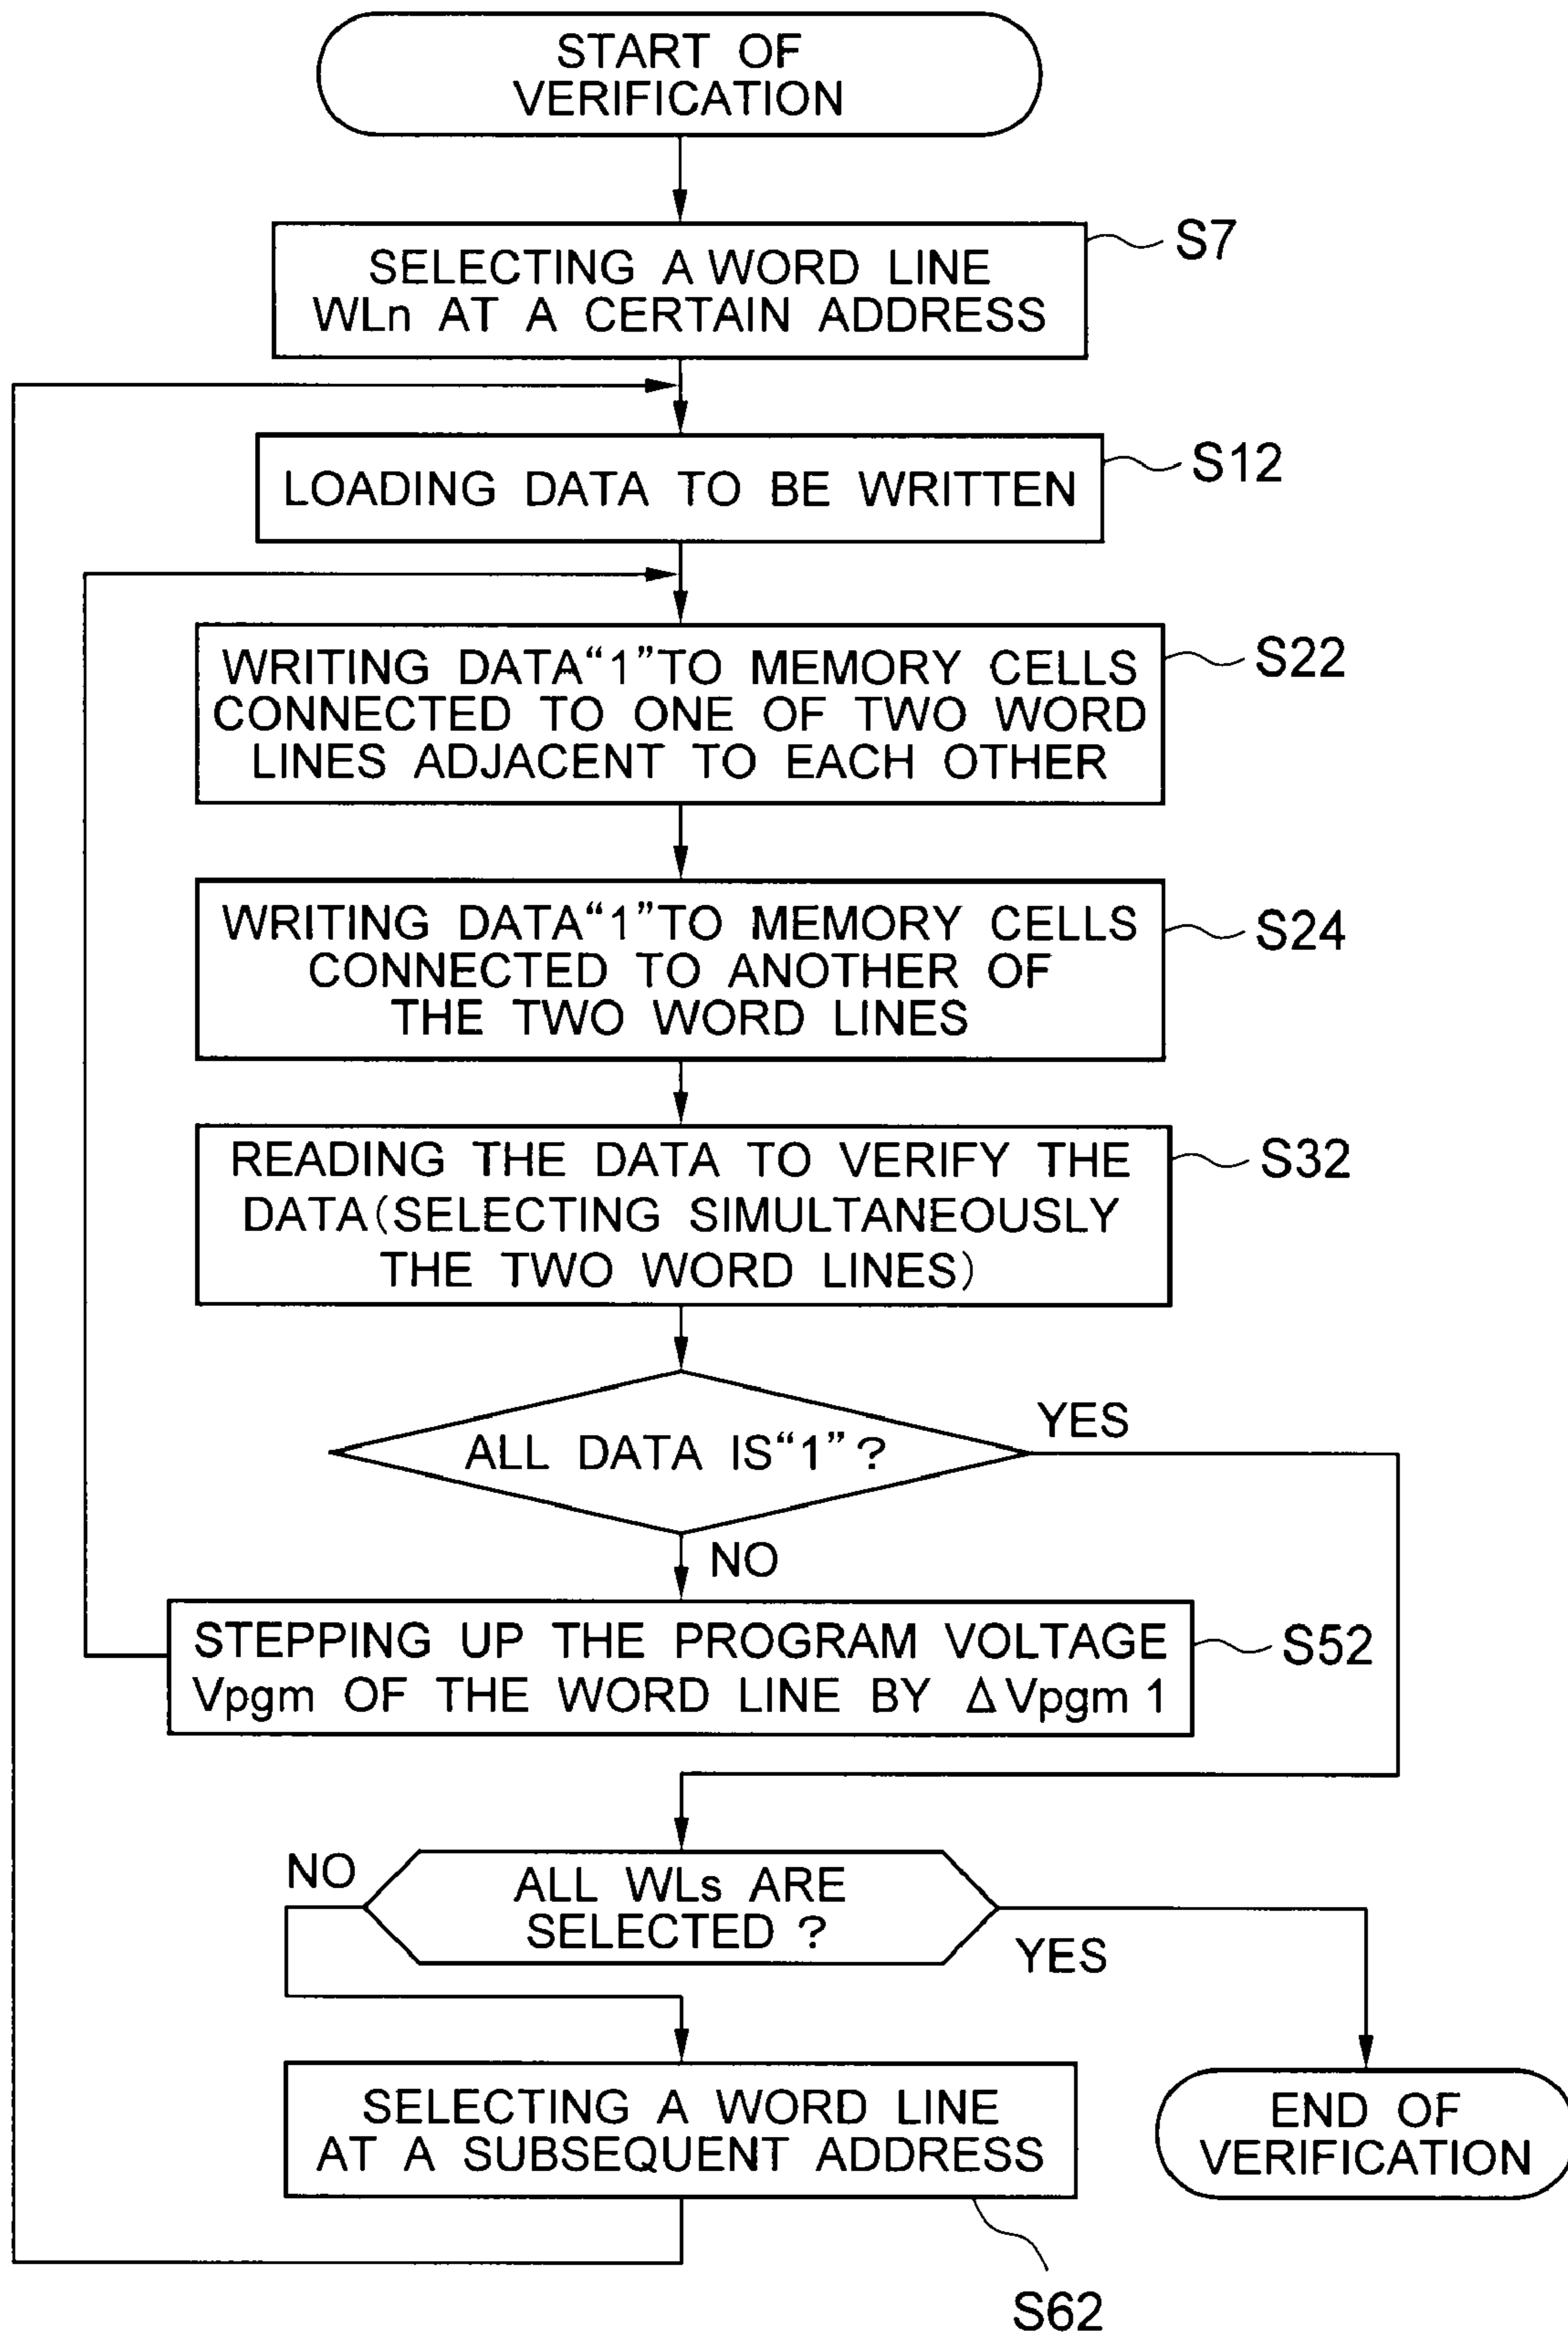 START OF
VERIFICATION
SELECTING A WORD LINE
WLn AT A CERTAIN ADDRESS
S7
LOADING DATA TO BE WRITTEN
S12
WRITING DATA“1”TO MEMORY CELLS
CONNECTED TO ONE OF TWO WORD
LINES ADJACENT TO EACH OTHER
S22
WRITING DATA“1”TO MEMORY CELLS
CONNECTED TO ANOTHER OF
THE TWO WORD LINES
S24
READING THE DATA TO VERIFY THE
DATA(SELECTING SIMULTANEOUSLY
THE TWO WORD LINES)
S32
ALL DATA IS“1”?
YES
NO
STEPPING UP THE PROGRAM VOLTAGE
Vpgm OF THE WORD LINE BY ΔVpgm 1
S52
NO
ALL WLs ARE
SELECTED ?
YES
SELECTING A WORD LINE
AT A SUBSEQUENT ADDRESS
S62
END OF
VERIFICATION